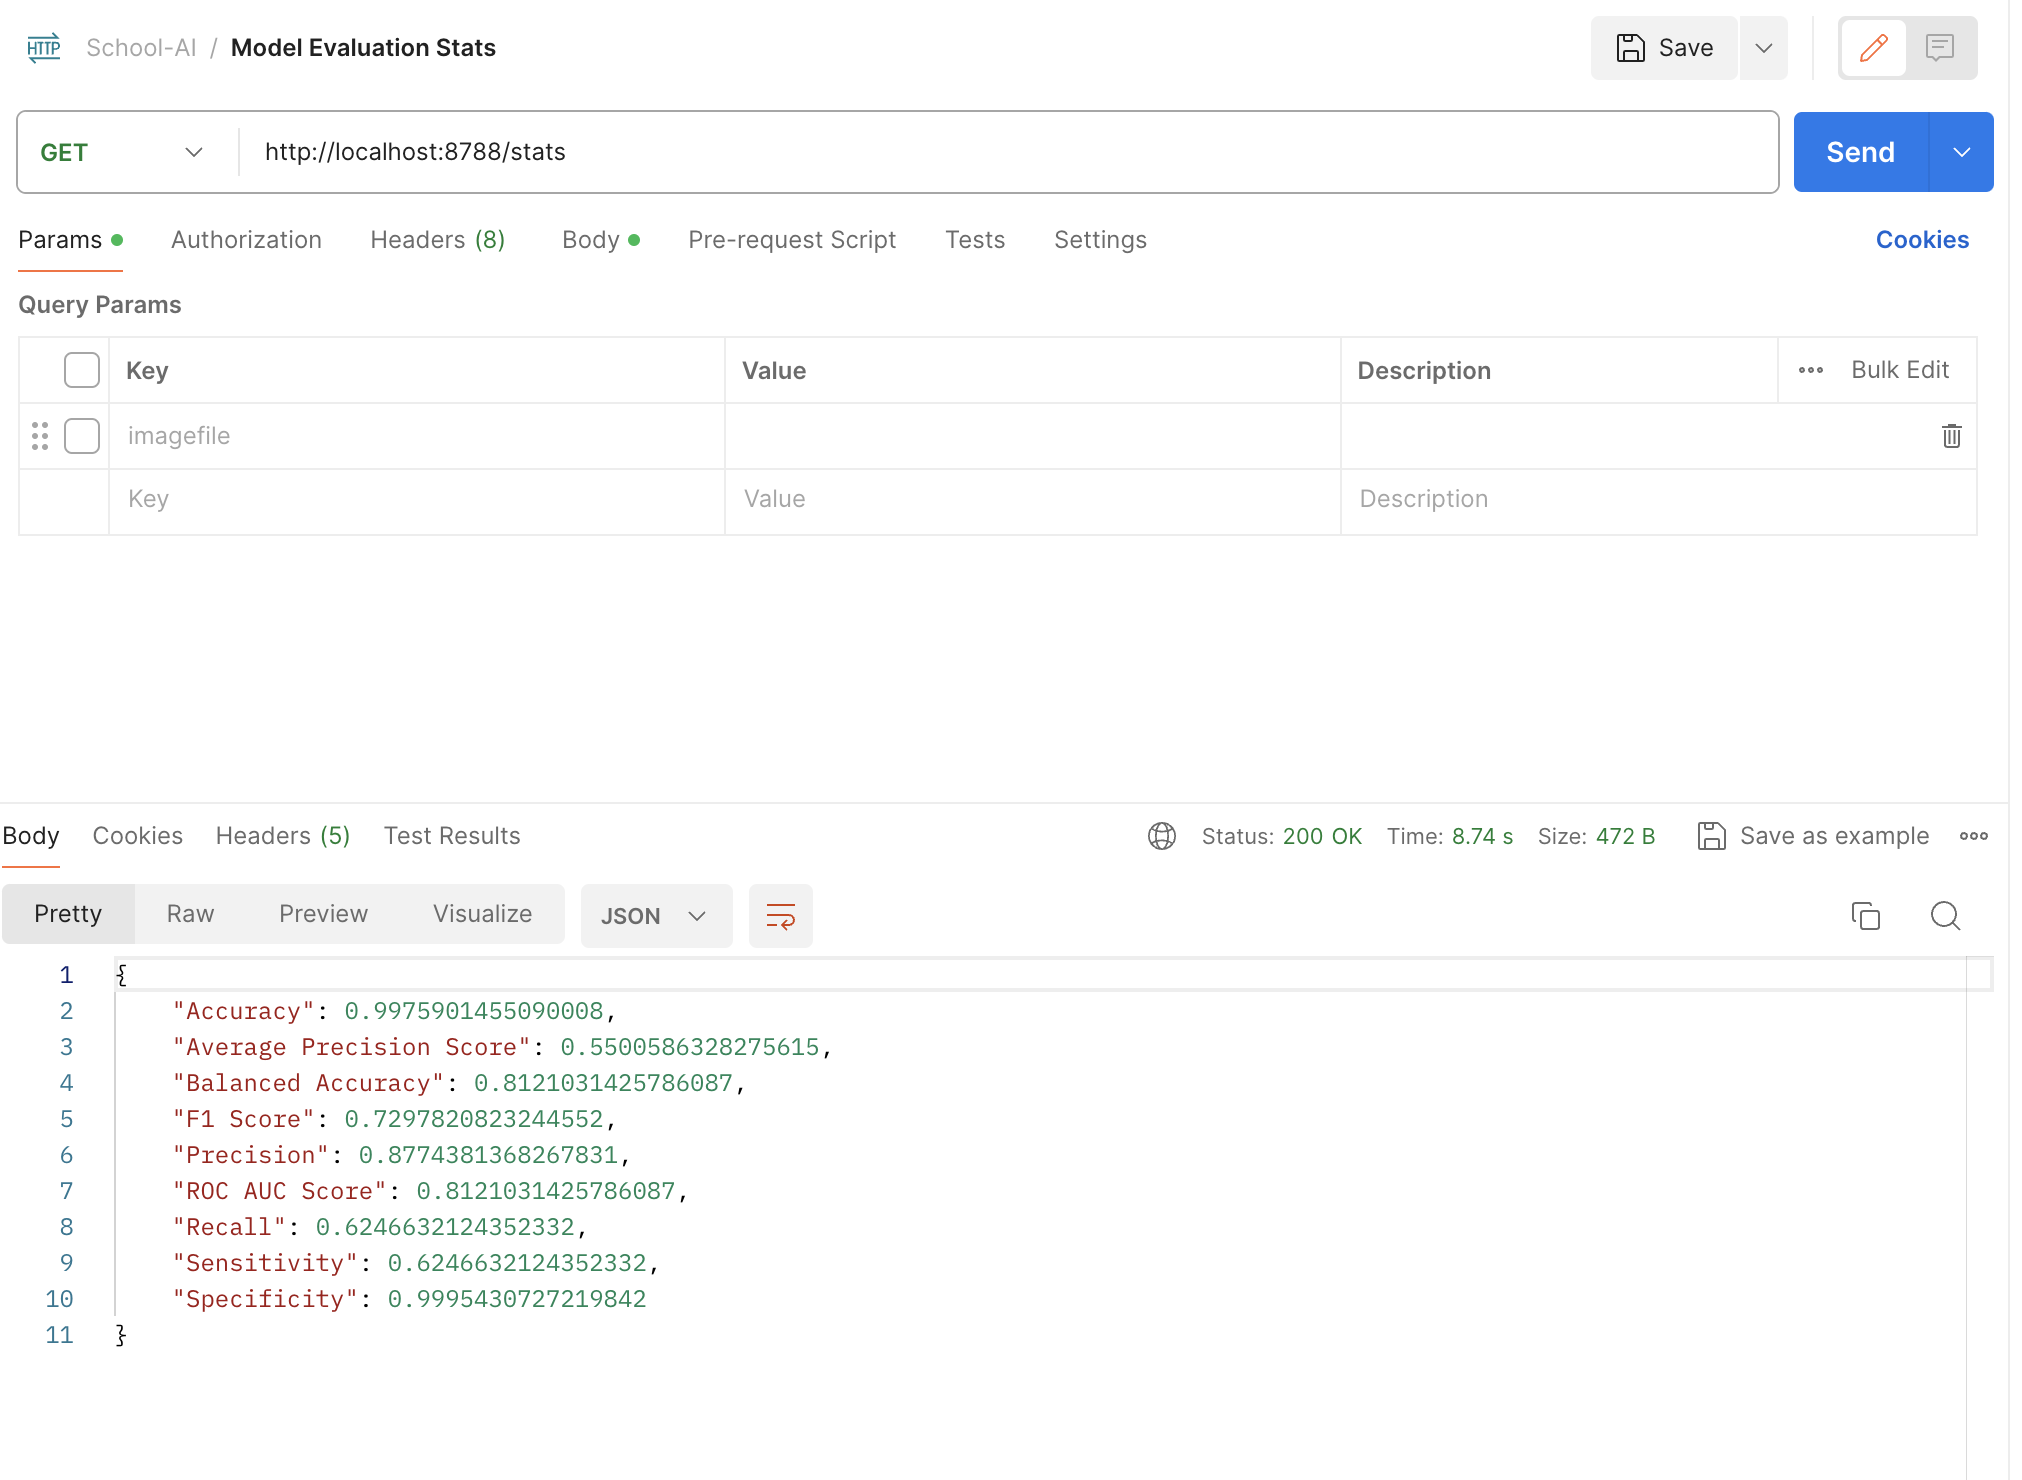 HTTP School-AI / Model Evaluation Stats Save
GET http://localhost:8788/stats Send
Params Authorization Headers (8) Body Pre-request Script Tests Settings Cookies
Query Params
Key Value Description Bulk Edit
imagefile
Key Value Description
Body Cookies Headers (5) Test Results Status: 200 OK Time: 8.74 s Size: 472 B Save as example
Pretty Raw Preview Visualize JSON
1 {
2 "Accuracy": 0.9975901455090008,
3 "Average Precision Score": 0.5500586328275615,
4 "Balanced Accuracy": 0.8121031425786087,
5 "F1 Score": 0.7297820823244552,
6 "Precision": 0.8774381368267831,
7 "ROC AUC Score": 0.8121031425786087,
8 "Recall": 0.6246632124352332,
9 "Sensitivity": 0.6246632124352332,
10 "Specificity": 0.9995430727219842
11 }